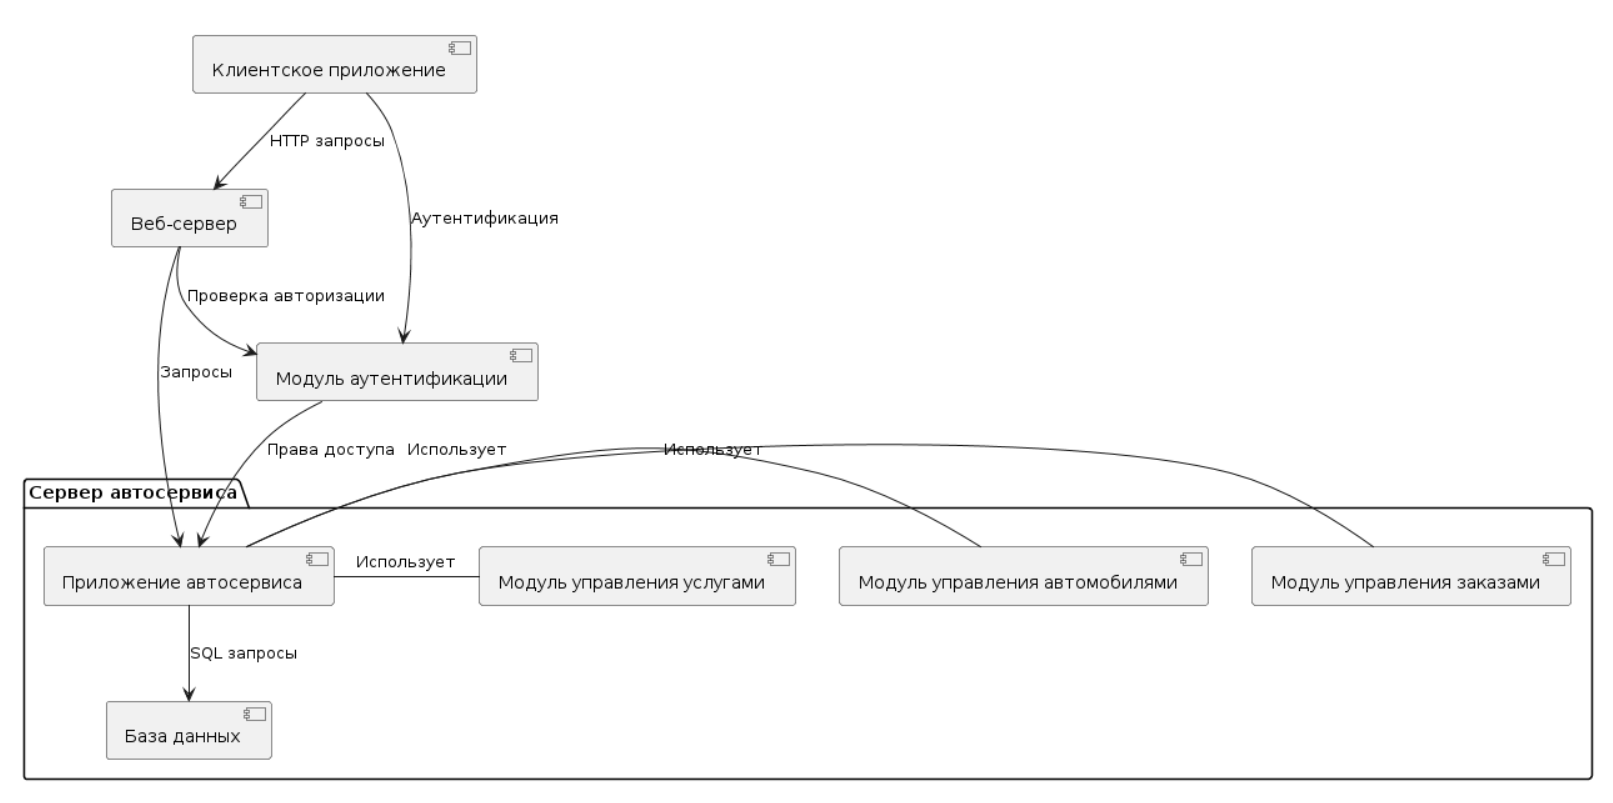 Клиентское приложение
HTTP запросы
Веб-сервер
Аутентификация
Проверка авторизации
Запросы
Модуль аутентификации
Права доступа
Использует
Использует
Сервер автосервиса
Приложение автосервиса
Использует
Модуль управления услугами
Модуль управления автомобилями
Модуль управления заказами
SQL запросы
База данных